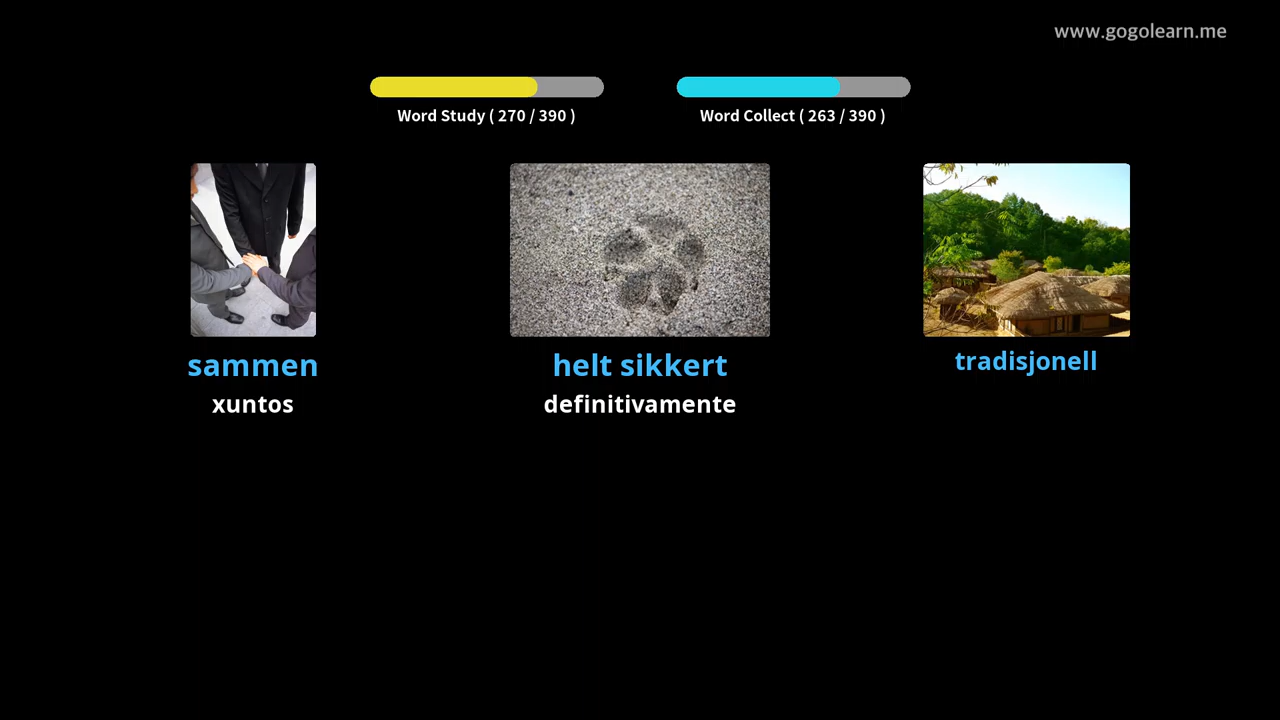 www.gogolearn.me
Word Study ( 270 / 390 )
Word Collect ( 263 / 390 )
sammen
xuntos
helt sikkert
definitivamente
tradisjonell